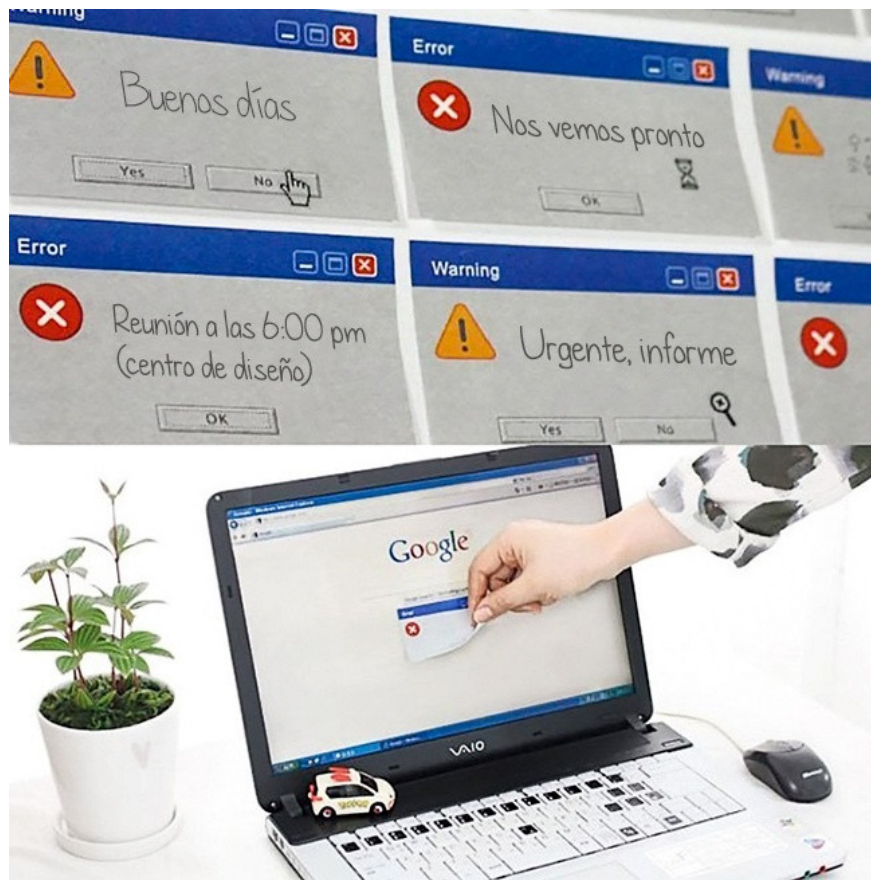 Warning
Buenos días
Yes
No
Error
Nos vemos pronto
OK
Warning
Error
Reunión a las 6:00 pm
(centro de diseño)
OK
Warning
Urgente, informe
Yes
No
Error
Google
Error
VAIO